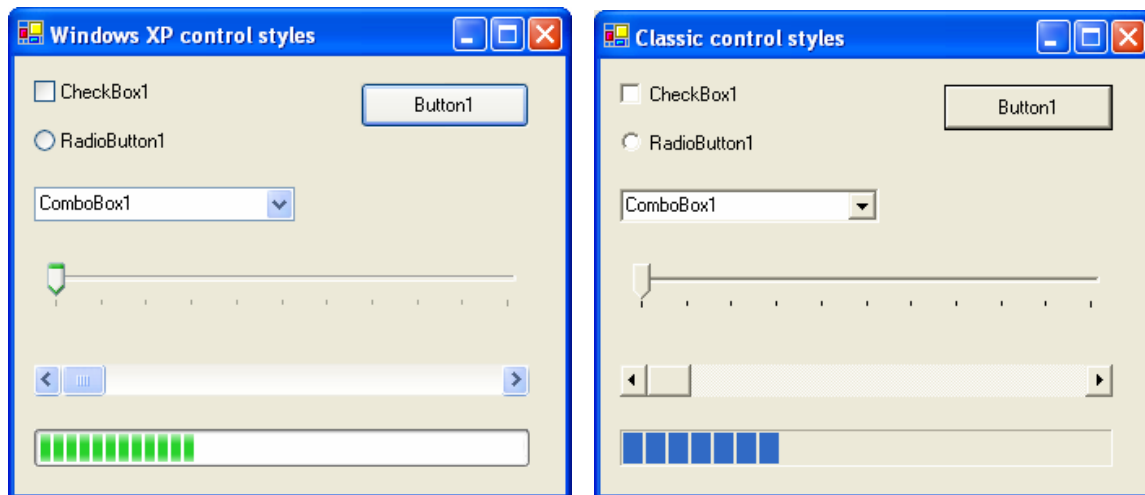 Windows XP control styles
CheckBox1
Button1
RadioButton1
ComboBox1
Classic control styles
CheckBox1
Button1
RadioButton1
ComboBox1